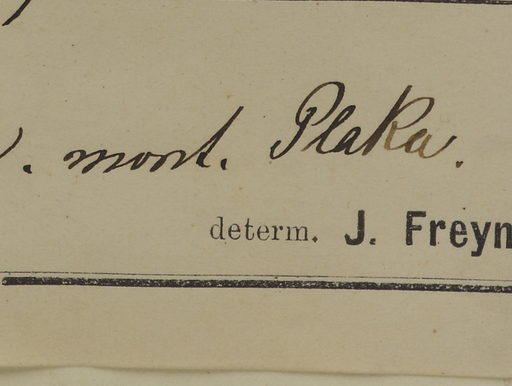 . mont. Plaka.
determ. J. Freyn